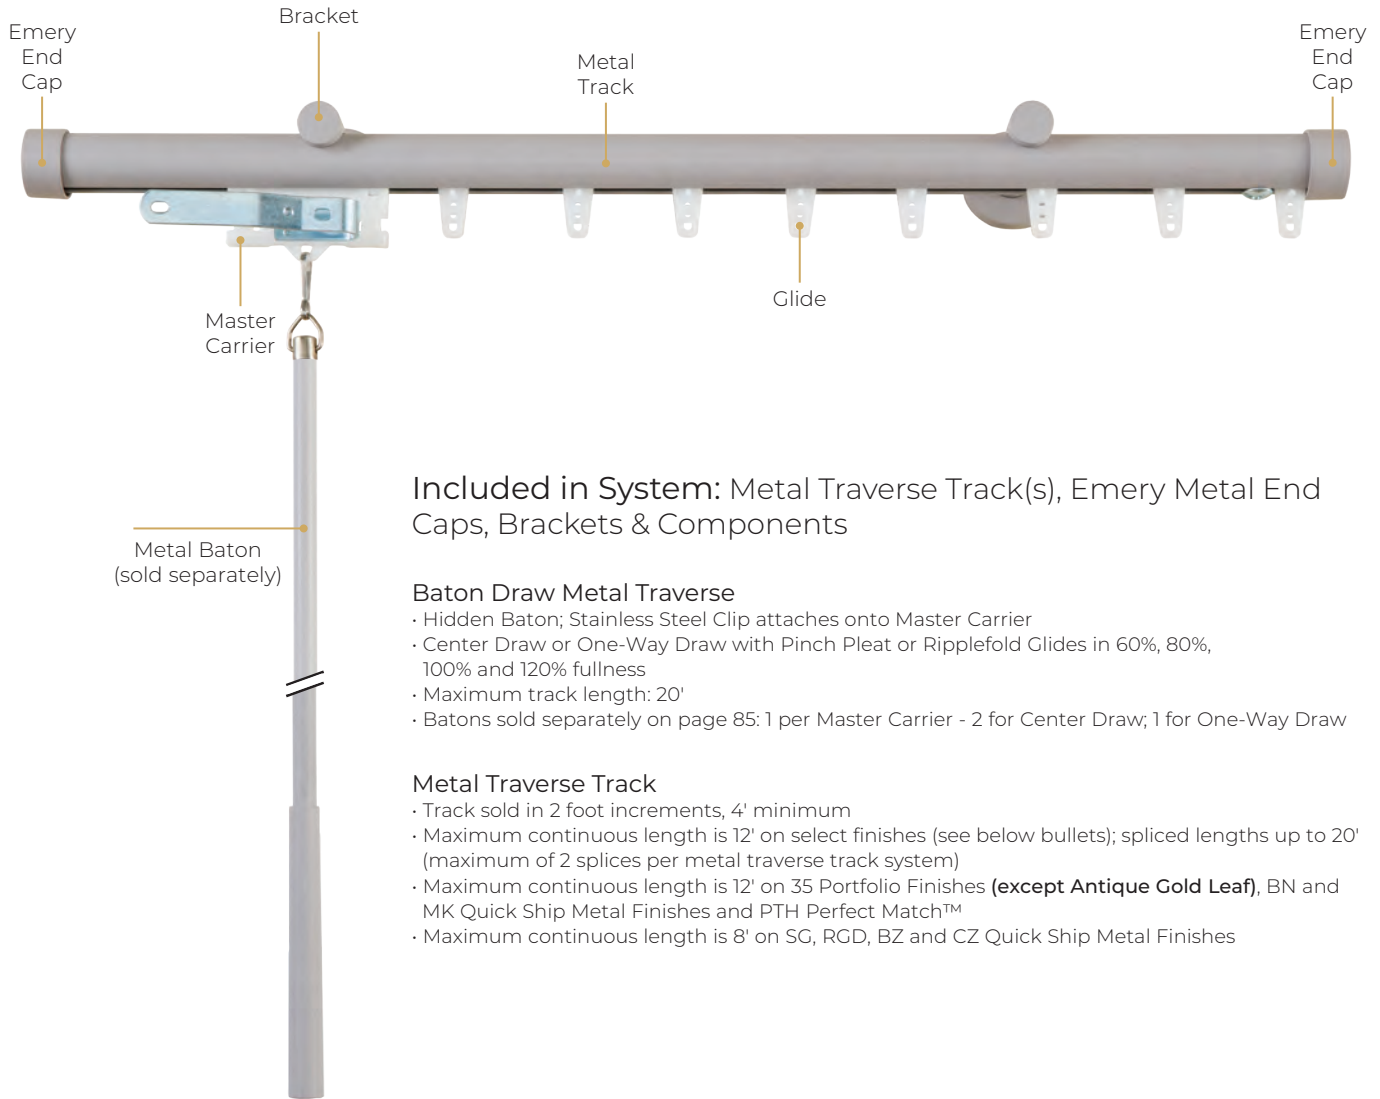 Bracket
Emery
End
Cap
Metal
Track
Emery
End
Cap
Master
Carrier
Glide
Metal Baton
(sold separately)
Included in System: Metal Traverse Track(s), Emery Metal End
Caps, Brackets & Components
Baton Draw Metal Traverse
• Hidden Baton; Stainless Steel Clip attaches onto Master Carrier
• Center Draw or One-Way Draw with Pinch Pleat or Ripplefold Glides in 60%, 80%,
100% and 120% fullness
• Maximum track length: 20'
• Batons sold separately on page 85: 1 per Master Carrier - 2 for Center Draw; 1 for One-Way Draw
Metal Traverse Track
• Track sold in 2 foot increments, 4' minimum
• Maximum continuous length is 12' on select finishes (see below bullets); spliced lengths up to 20'
(maximum of 2 splices per metal traverse track system)
• Maximum continuous length is 12' on 35 Portfolio Finishes (except Antique Gold Leaf), BN and
MK Quick Ship Metal Finishes and PTH Perfect Match™
• Maximum continuous length is 8' on SG, RGD, BZ and CZ Quick Ship Metal Finishes